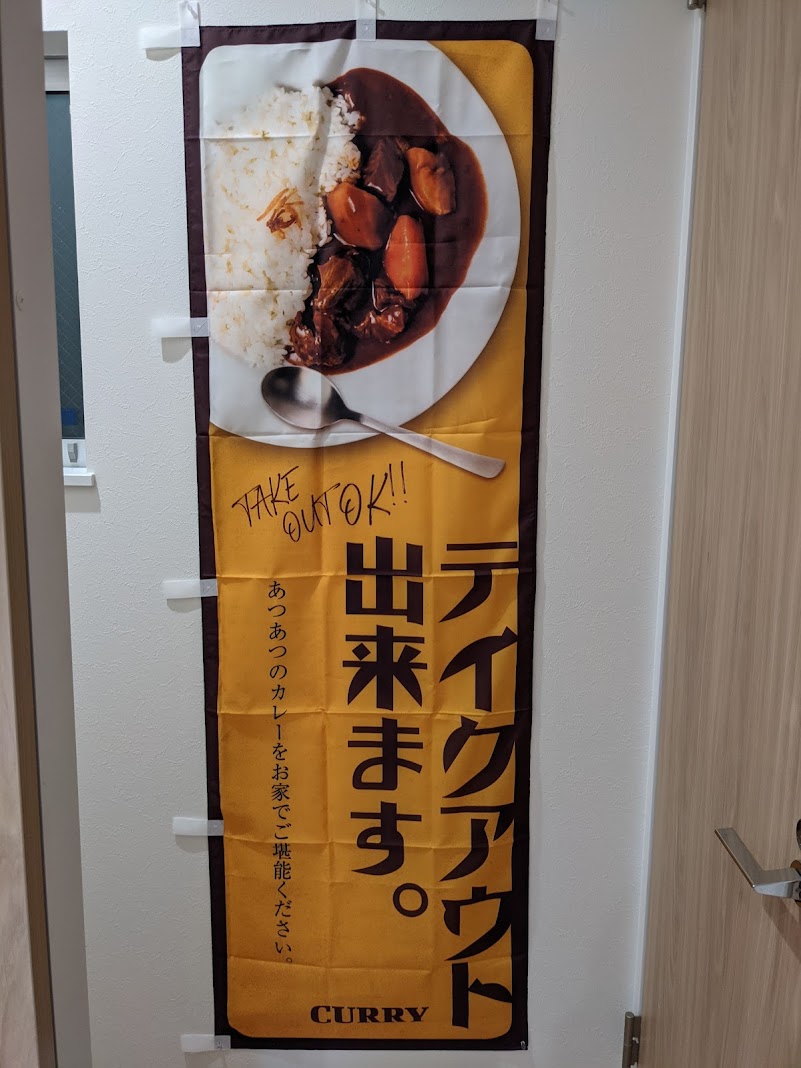 TAKE
OUT OK!!
テイクアウト
出来ます。
あつあつのカレーをお家でご堪能ください。
CURRY